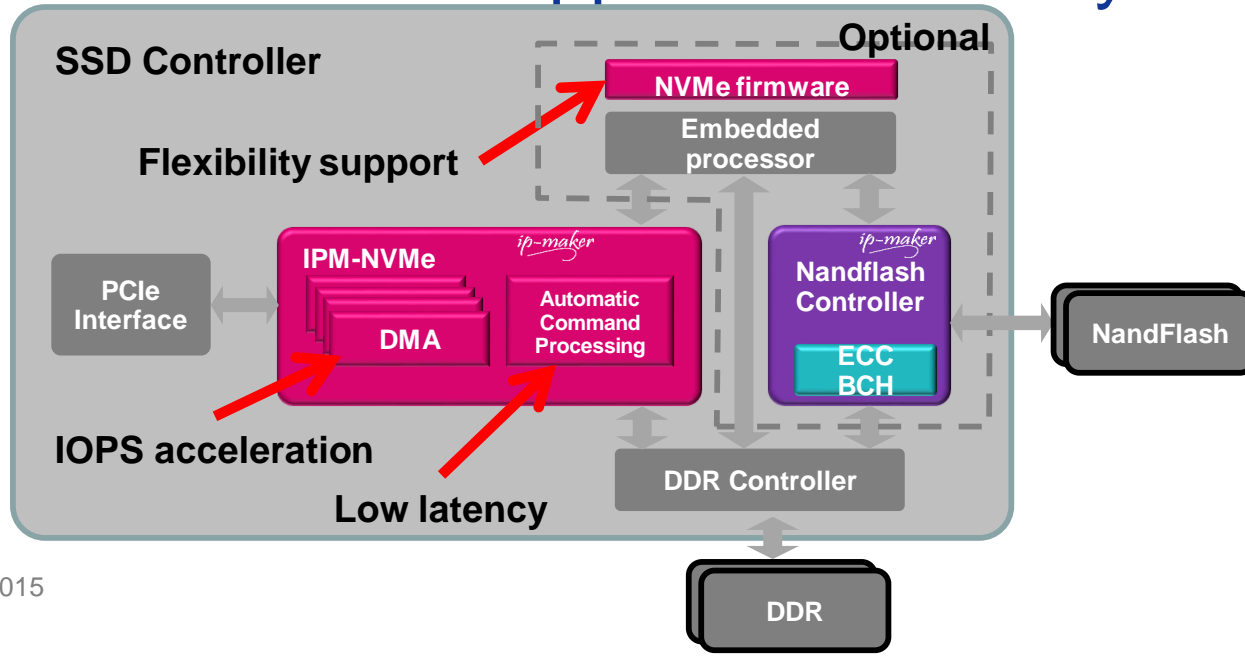 Optional
SSD Controller
NVMe firmware
Embedded
processor
Flexibility support
ip-maker
IPM-NVMe
DMA
Automatic
Command
Processing
ip-maker
Nandflash
Controller
ECC
BCH
PCIe
Interface
NandFlash
IOPS acceleration
Low latency
DDR Controller
015
DDR